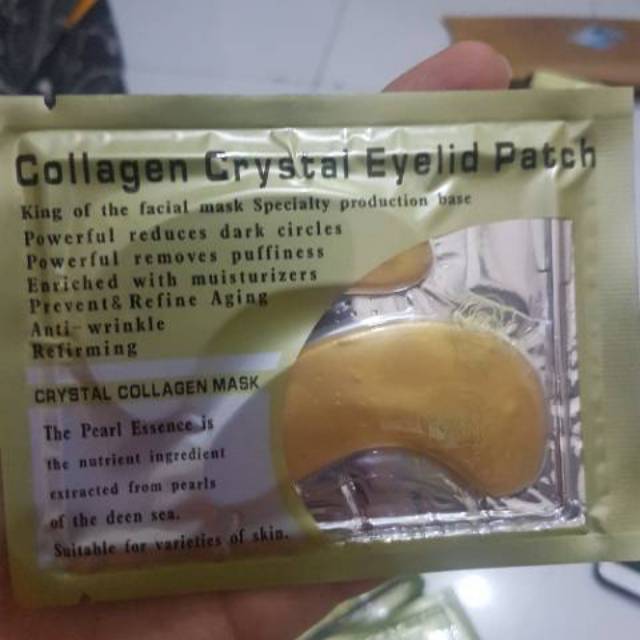 Collagen Crystal Eyelid Patch
King of the facial mask Specialty production base
Powerful reduces dark circles
Powerful removes puffiness
Enriched with muisturizers
Prevent&Refine Aging
Anti-wrinkle
Refirming
CRYSTAL COLLAGEN MASK
The Pearl Essence is
the nutrient ingredient
extracted from pearls
of the deen sea.
Suitable for varieties of skin.